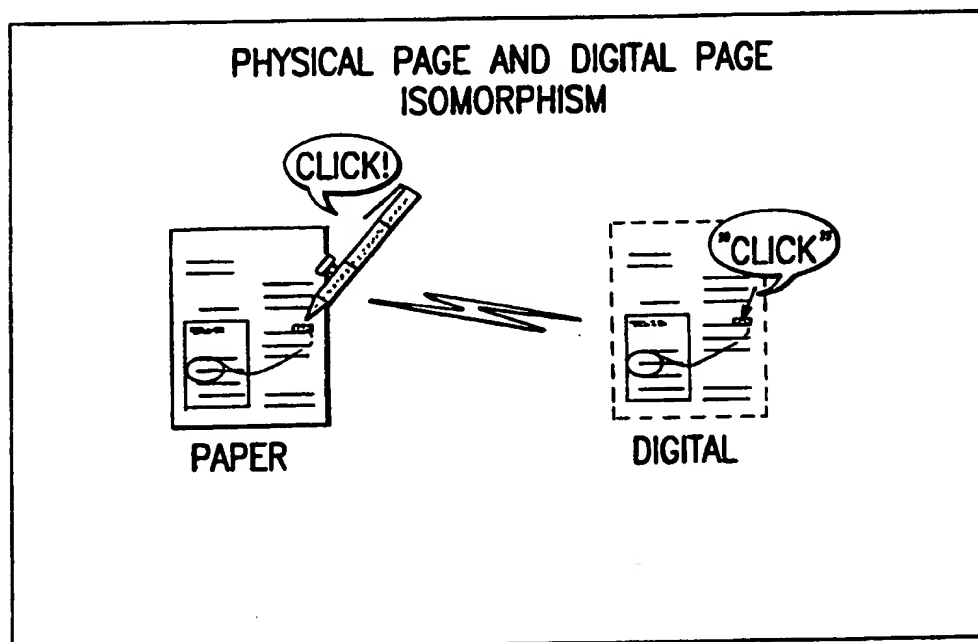 PHYSICAL PAGE AND DIGITAL PAGE
ISOMORPHISM
CLICK!
"CLICK"
PAPER
DIGITAL